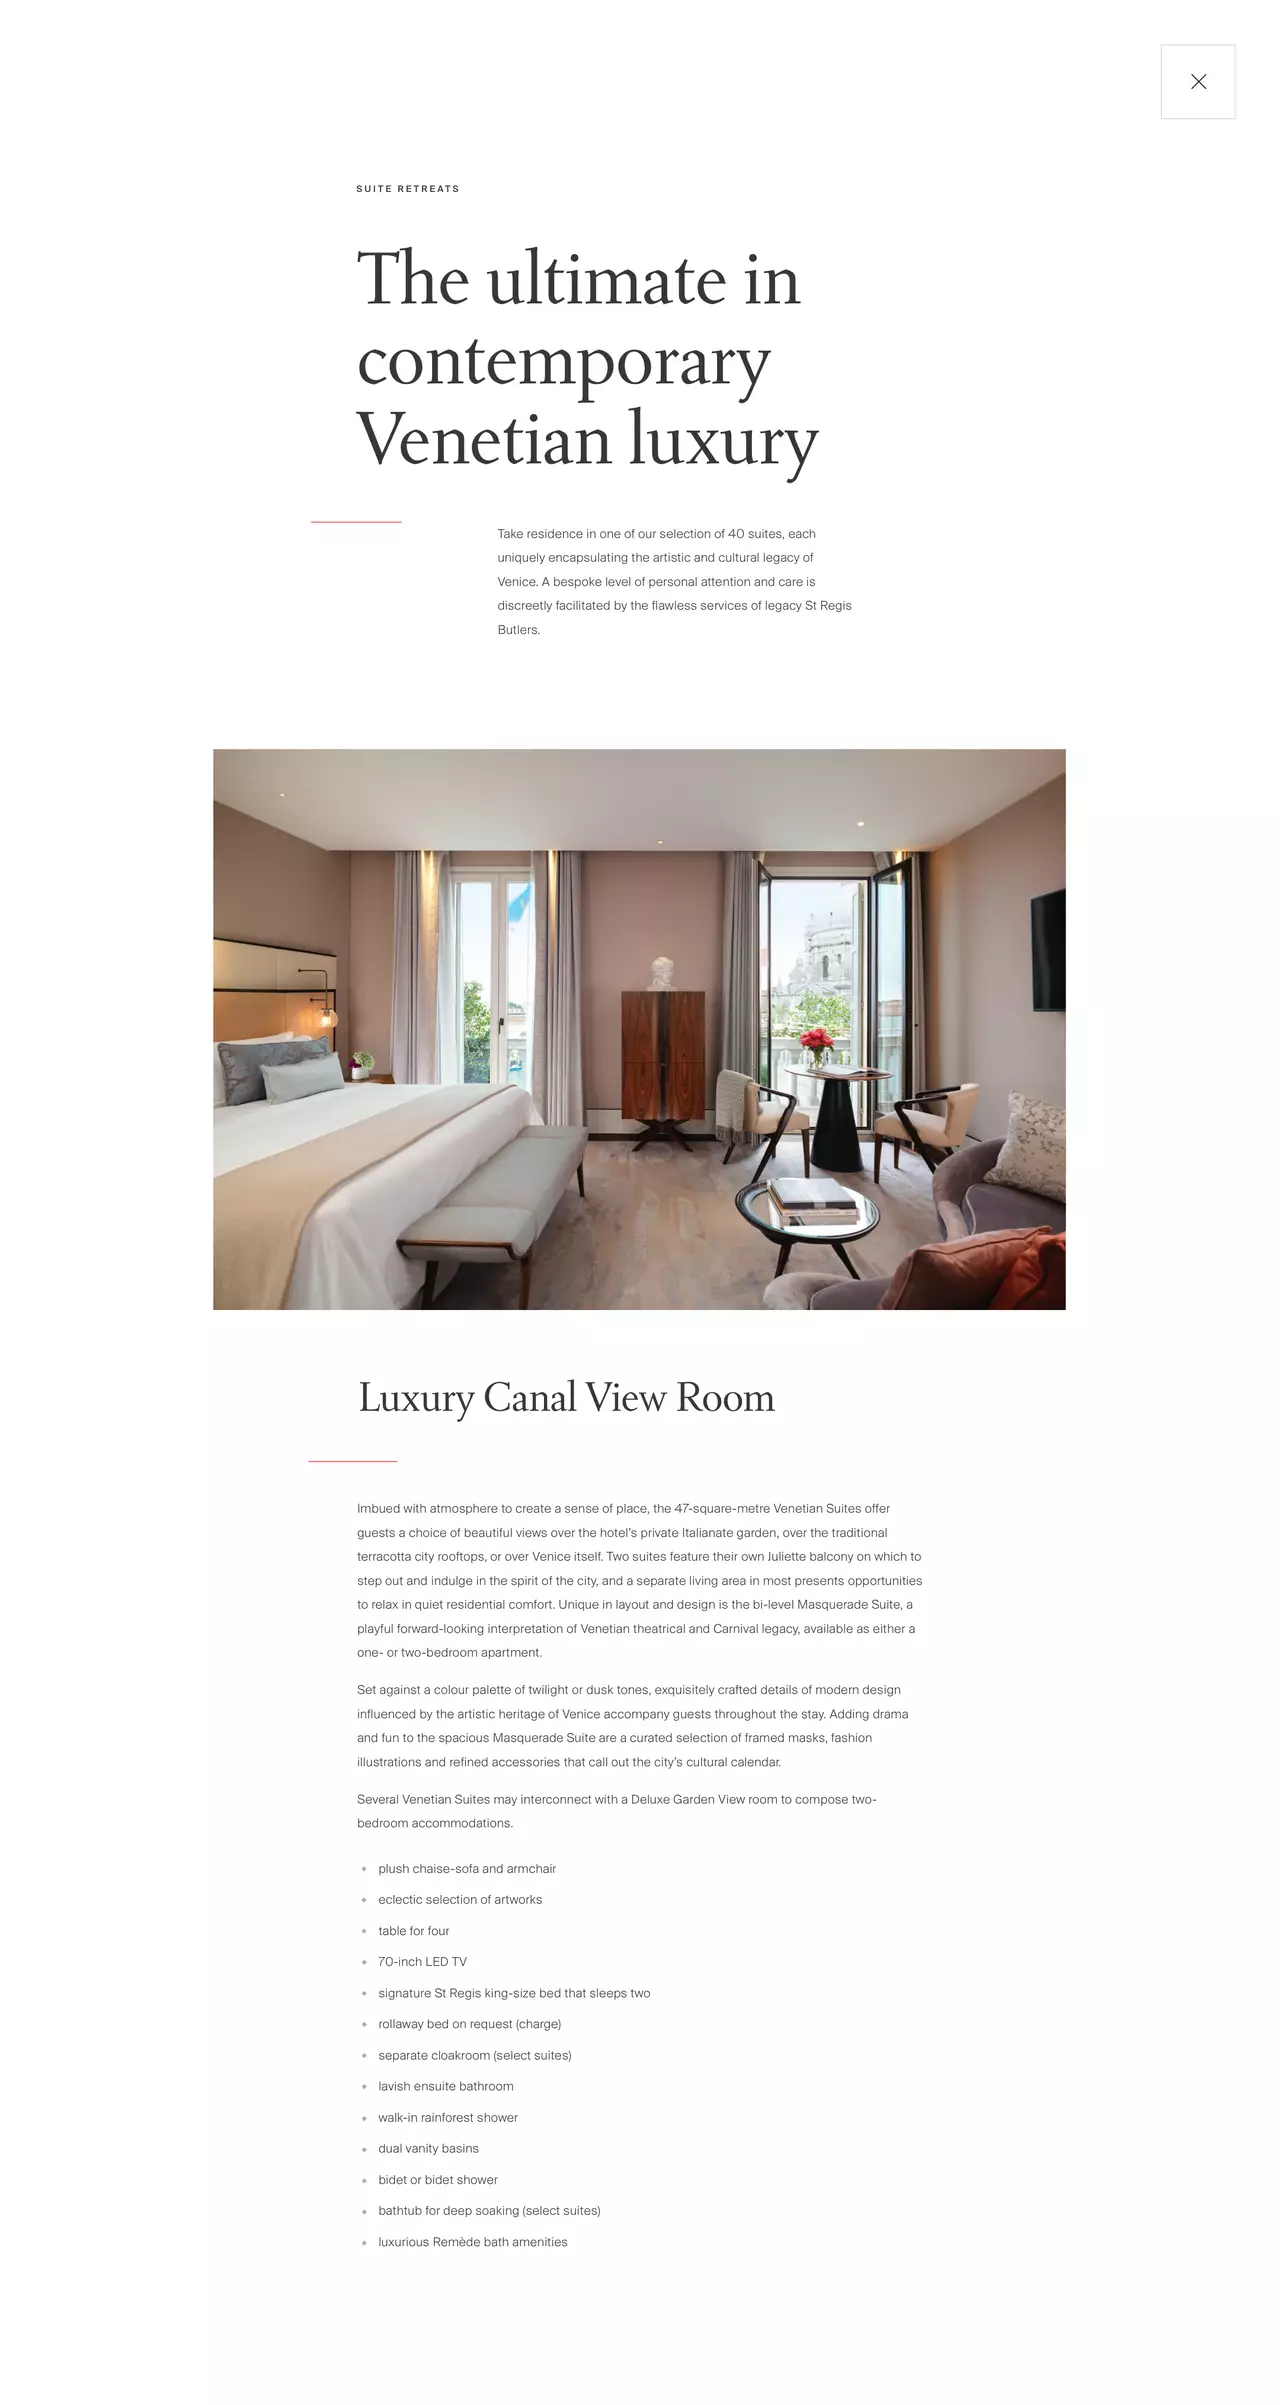 SUITE RETREATS
The ultimate in
contemporary
Venetian luxury
Take residence in one of our selection of 40 suites, each
uniquely encapsulating the artistic and cultural legacy of
Venice. A bespoke level of personal attention and care is
discreetly facilitated by the flawless services of legacy St Regis
Butlers.
Luxury Canal View Room
Imbued with atmosphere to create a sense of place, the 47-square-metre Venetian Suites offer
guests a choice of beautiful views over the hotel's private Italianate garden, over the traditional
terracotta city rooftops, or over Venice itself. Two suites feature their own Juliette balcony on which to
step out and indulge in the spirit of the city, and a separate living area in most presents opportunities
to relax in quiet residential comfort. Unique in layout and design is the bi-level Masquerade Suite, a
playful forward-looking interpretation of Venetian theatrical and Carnival legacy, available as either a
one- or two-bedroom apartment.
Set against a colour palette of twilight or dusk tones, exquisitely crafted details of modern design
influenced by the artistic heritage of Venice accompany guests throughout the stay. Adding drama
and fun to the spacious Masquerade Suite are a curated selection of framed masks, fashion
illustrations and refined accessories that call out the city's cultural calendar.
Several Venetian Suites may interconnect with a Deluxe Garden View room to compose two-
bedroom accommodations.
plush chaise-sofa and armchair
eclectic selection of artworks
table for four
70-inch LED TV
signature St Regis king-size bed that sleeps two
rollaway bed on request (charge)
separate cloakroom (select suites)
lavish ensuite bathroom
walk-in rainforest shower
dual vanity basins
bidet or bidet shower
bathtub for deep soaking (select suites)
luxurious Remède bath amenities